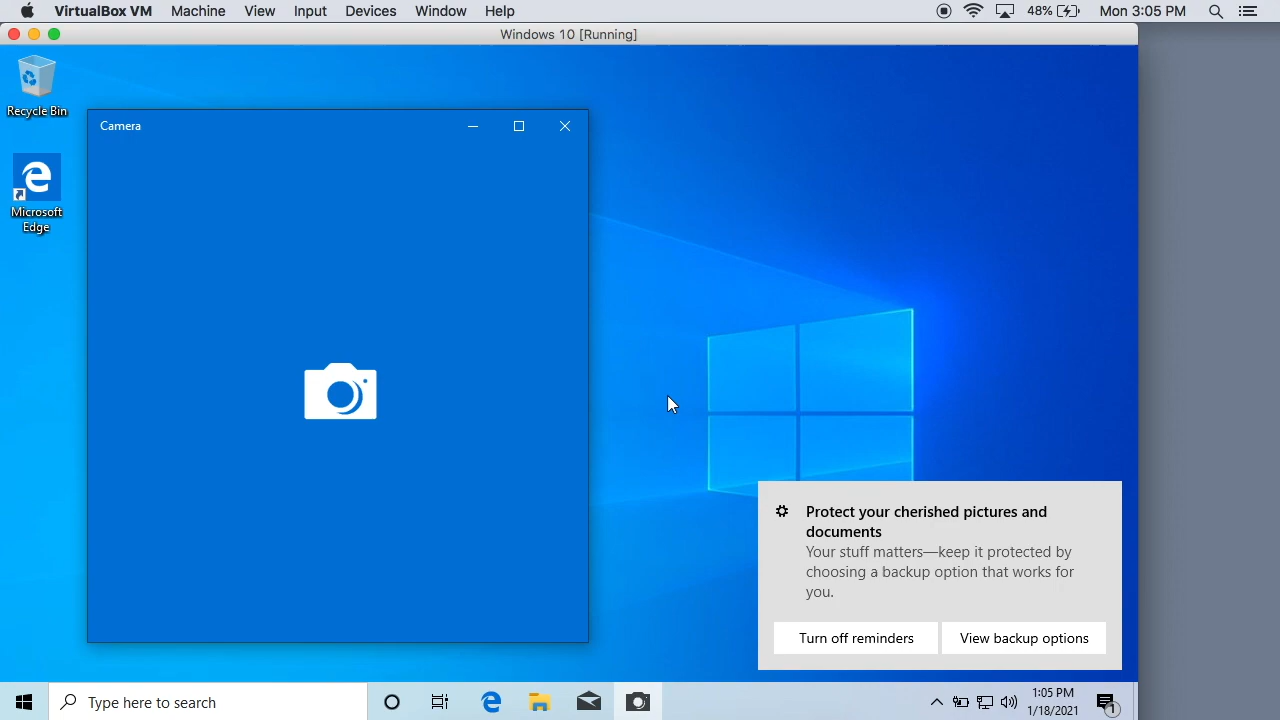 VirtualBox VM Machine View Input Devices Window Help 48% Mon 3:05 PM
Windows 10 [Running]
Recycle Bin
Microsoft
Edge
Camera
Protect your cherished pictures and
documents
Your stuff matters—keep it protected by
choosing a backup option that works for
you.
Turn off reminders View backup options
Type here to search
1:05 PM
1/18/2021
1